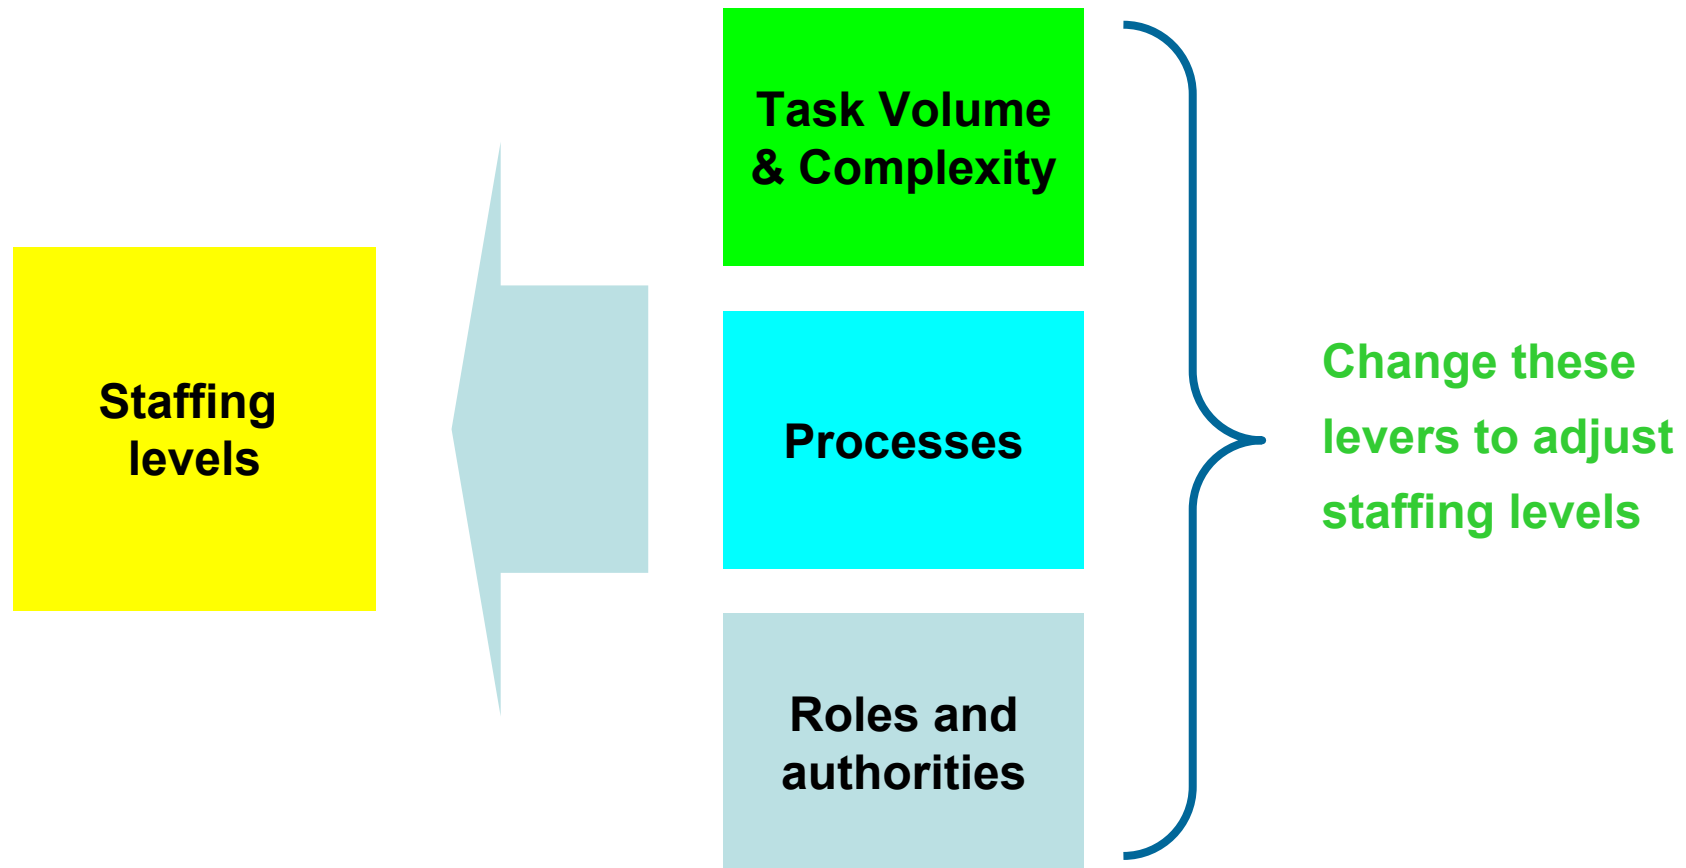 Task Volume
& Complexity
Staffing
levels
Processes
Roles and
authorities
Change these
levers to adjust
staffing levels